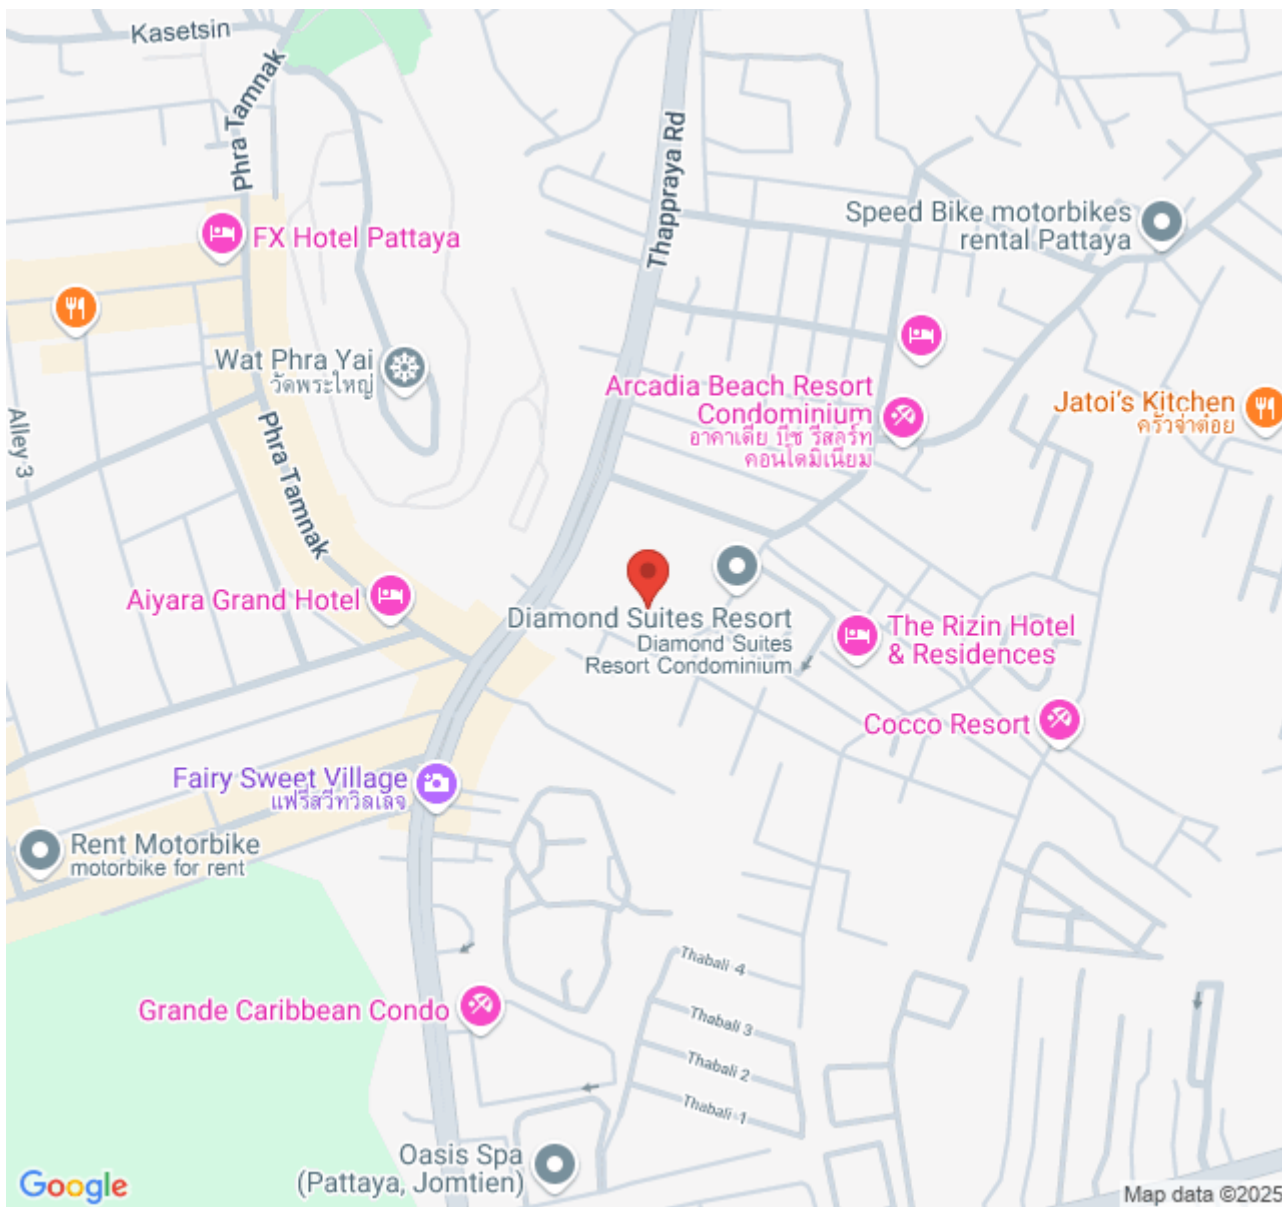 Kasetsin
Phra Tamnak
Thappraya Rd
Speed Bike motorbikes
rental Pattaya
FX Hotel Pattaya
Wat Phra Yai
วัดพระใหญ่
Arcadia Beach Resort
Condominium
อาคาเดีย บีช รีสอร์ท
คอนโดมิเนียม
Jatoi's Kitchen
ครัวจ่าต๋อย
Alley 3
Phra Tamnak
Aiyara Grand Hotel
Diamond Suites Resort
Diamond Suites
Resort Condominium
The Rizin Hotel
& Residences
Cocco Resort
Fairy Sweet Village
แฟรี่สวีทวิลเลจ
Rent Motorbike
motorbike for rent
Thabali 4
Grande Caribbean Condo
Thabali 3
Thabali 2
Thabali 1
Oasis Spa
(Pattaya, Jomtien)
Google
Map data ©2025